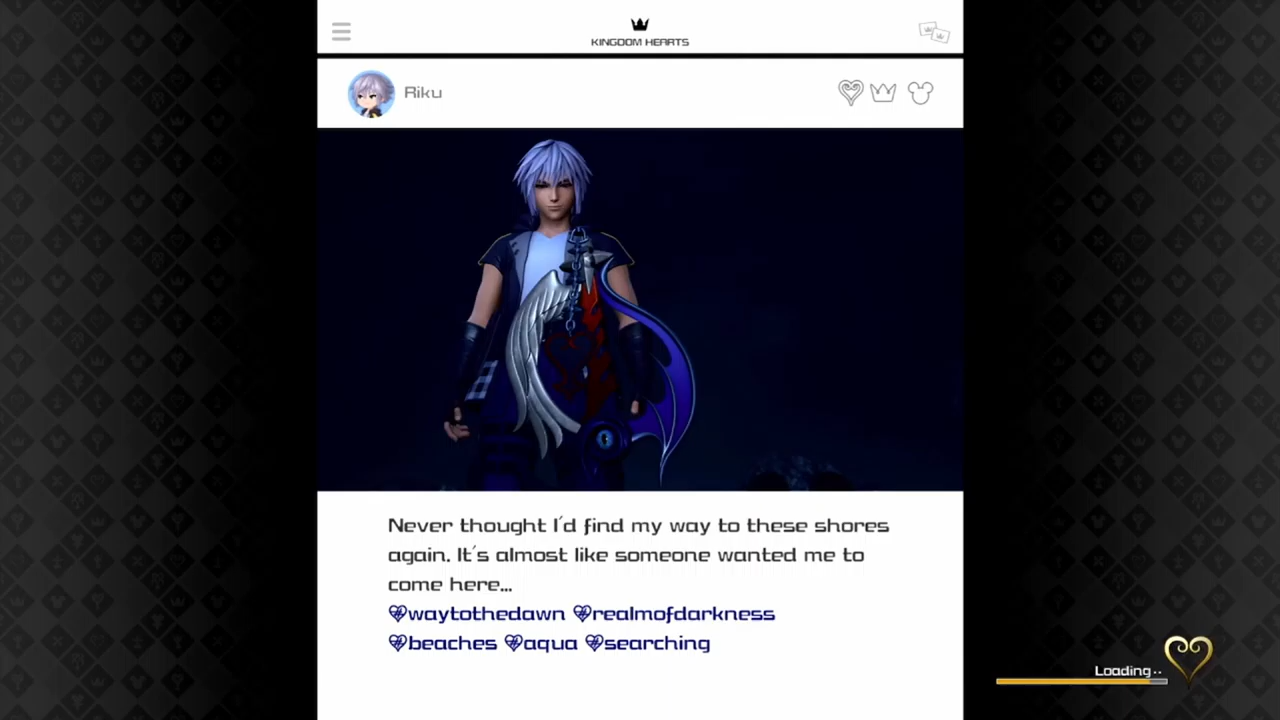 KINGDOM HEARTS
Riku
Never thought I'd find my way to these shores
again. It's almost like someone wanted me to
come here...
#waytothedawn #realmofdarkness
#beaches #aqua #searching
Loading..